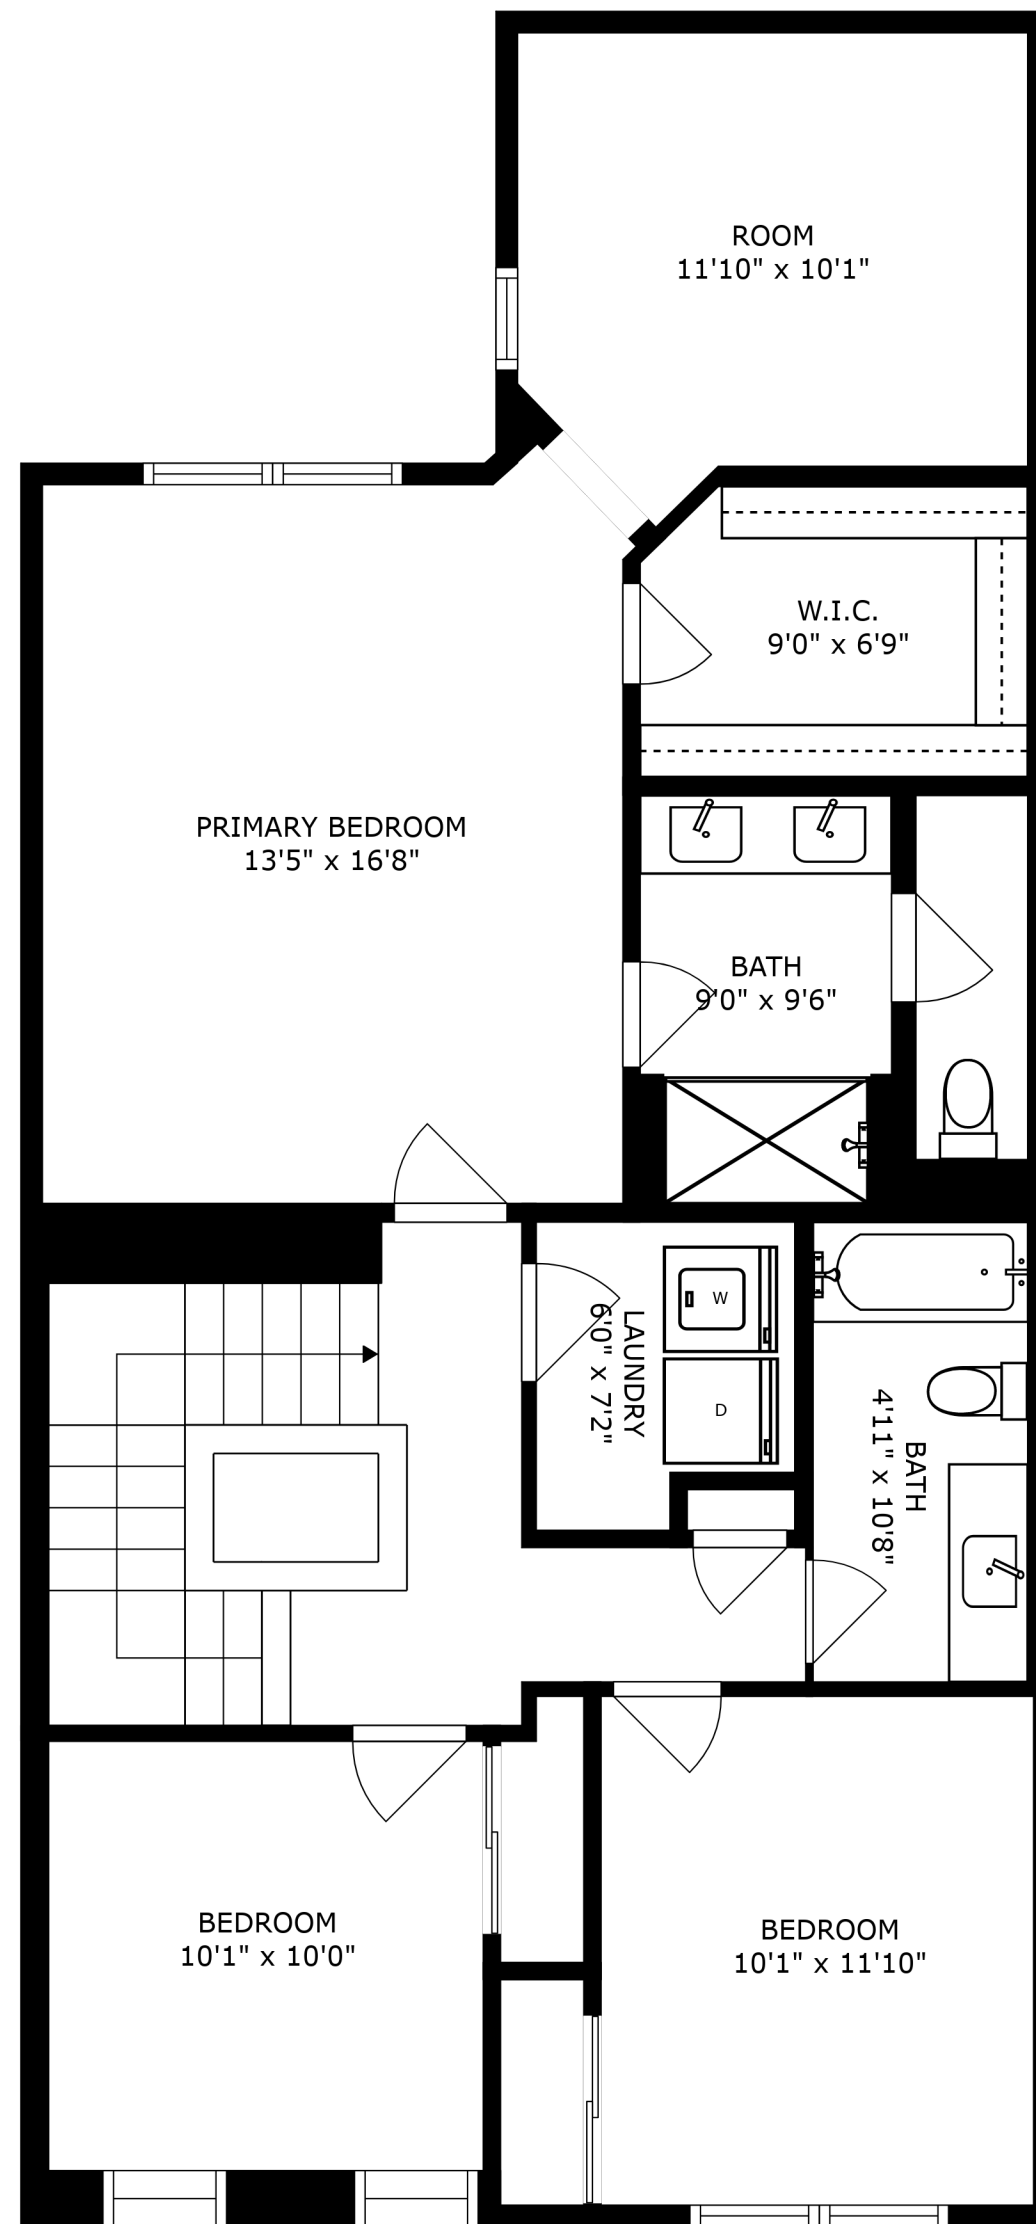 ROOM
11'10" x 10'1"
W.I.C.
9'0" x 6'9"
PRIMARY BEDROOM
13'5" x 16'8"
BATH
9'0" x 9'6"
W
LAUNDRY
6'0" x 7'2"
D
BATH
4'11" x 10'8"
BEDROOM
10'1" x 10'0"
BEDROOM
10'1" x 11'10"